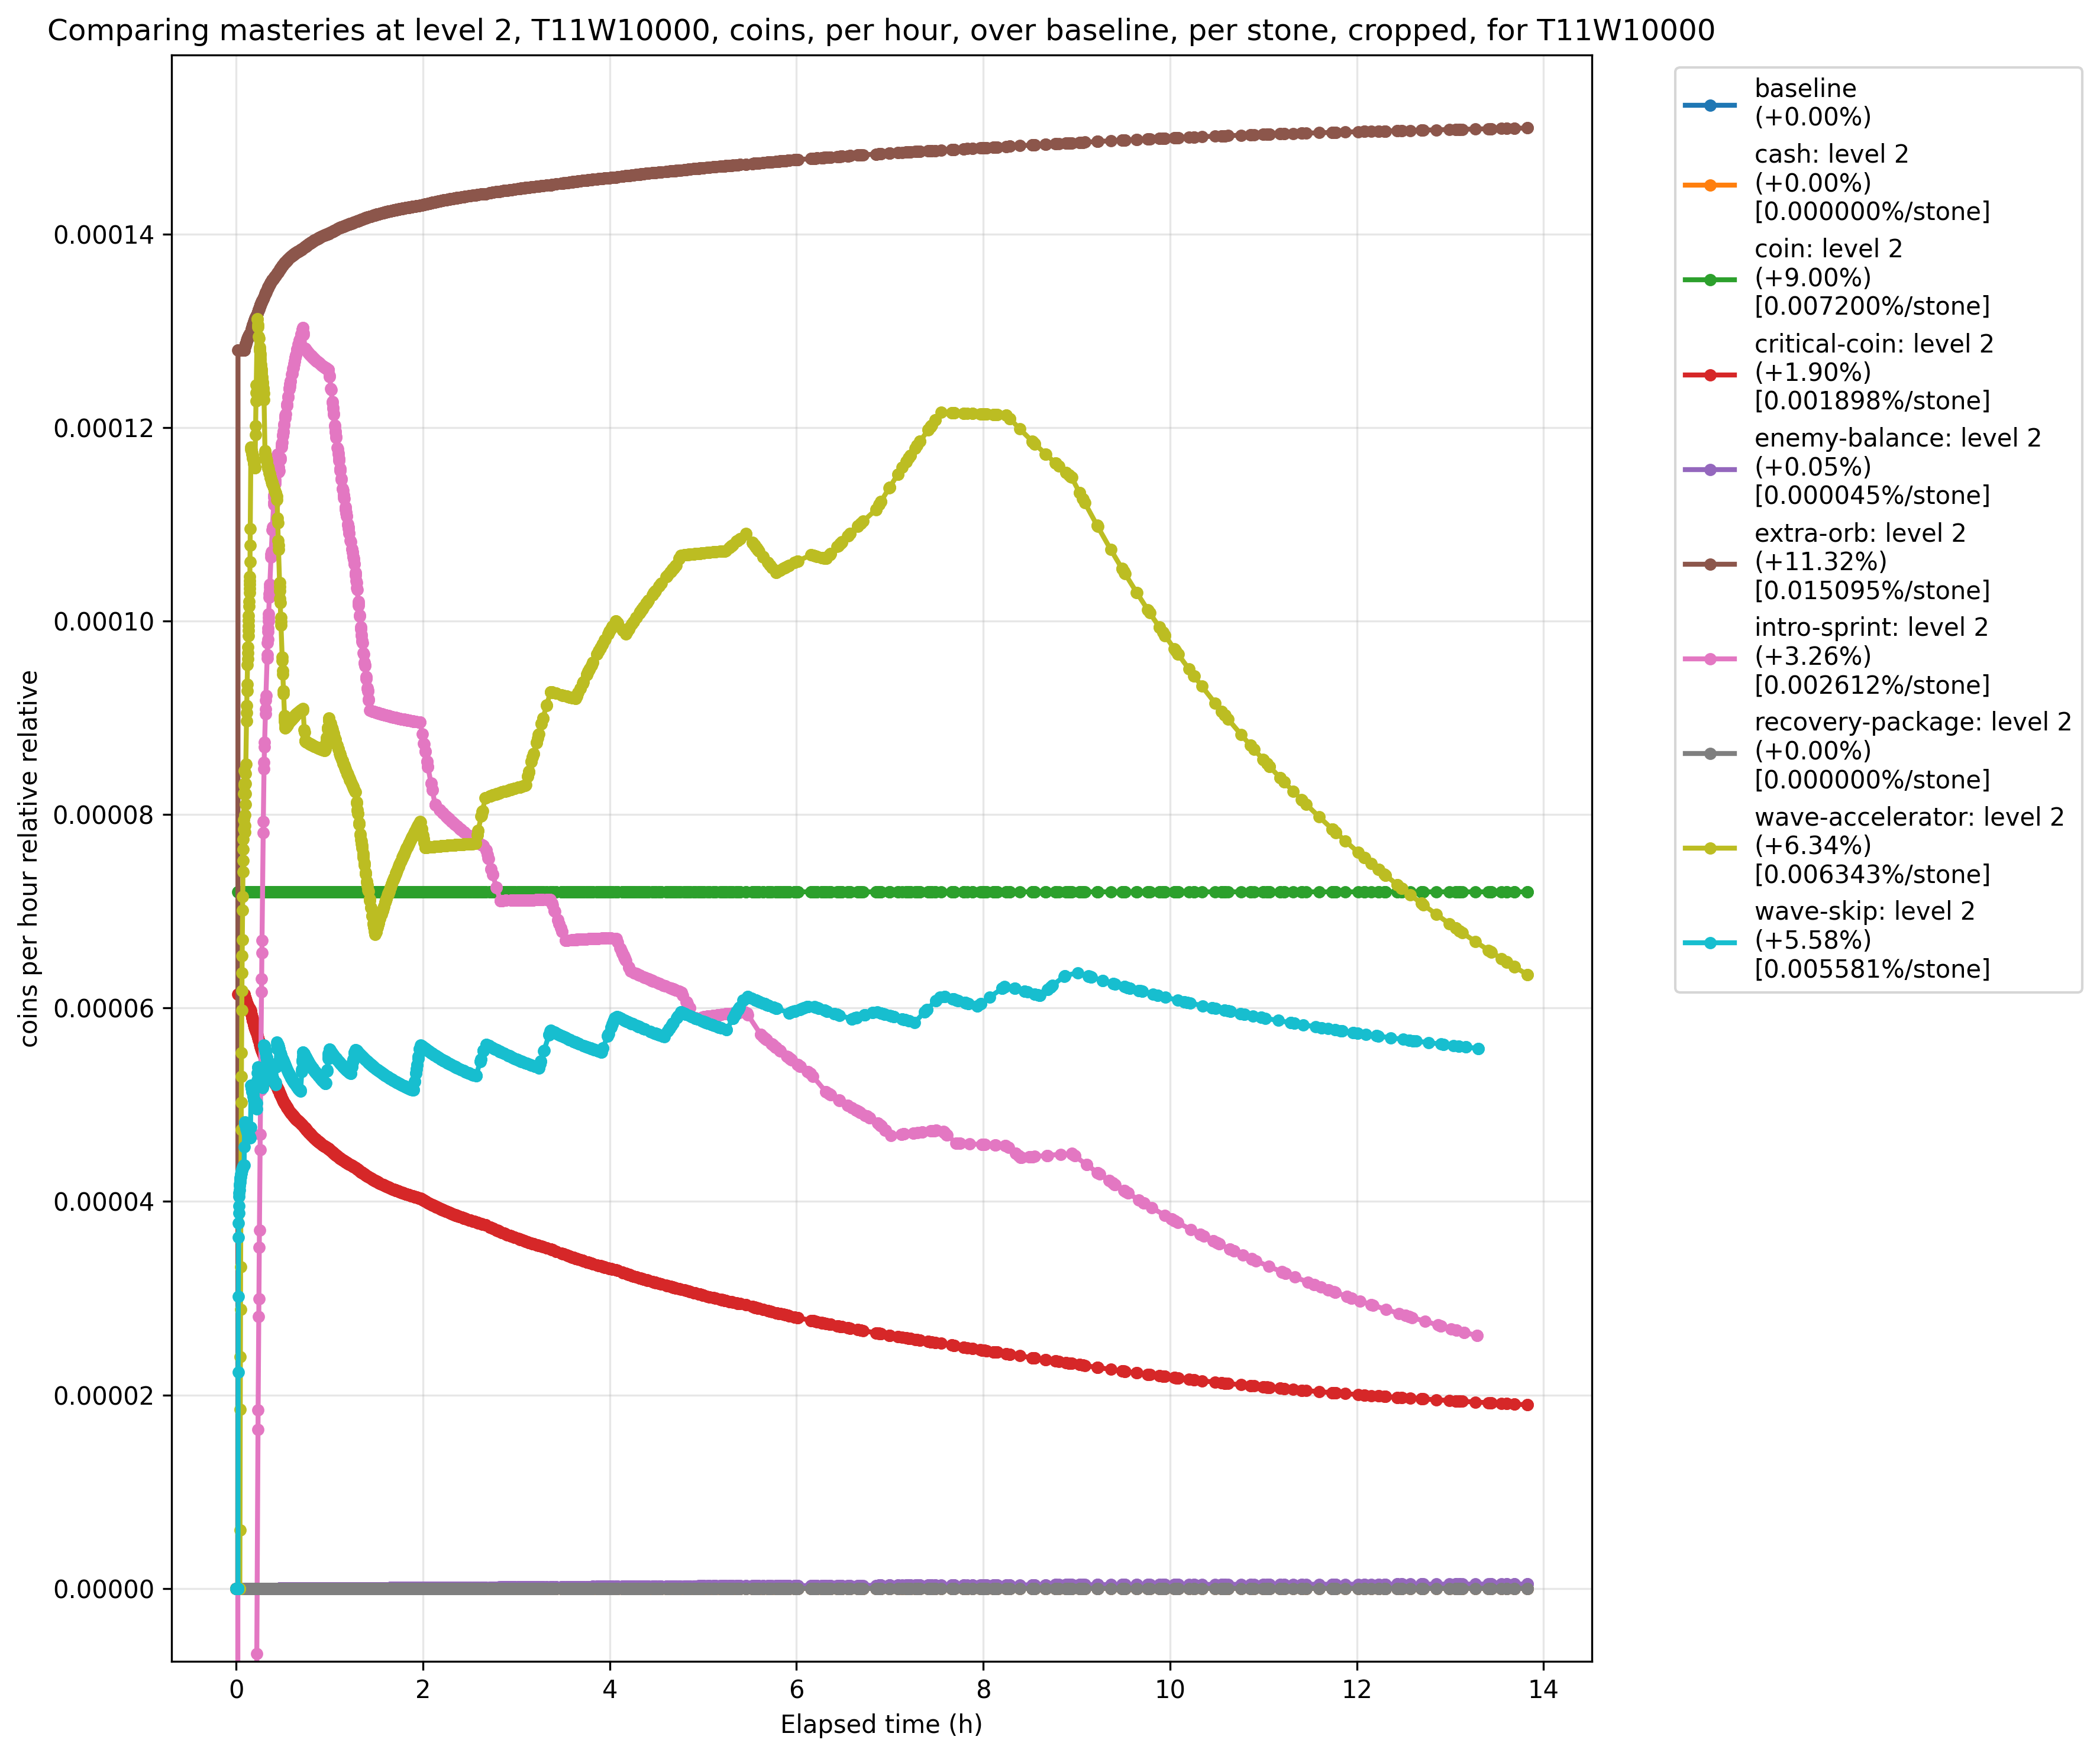 Comparing masteries at level 2, T11W10000, coins, per hour, over baseline, per stone, cropped, for T11W10000
coins per hour relative relative
0.00014
0.00012
0.00010
0.00008
0.00006
0.00004
0.00002
0.00000
0
2
4
6
8
10
12
14
Elapsed time (h)
baseline
(+0.00%)
cash: level 2
(+0.00%)
[0.000000%/stone]
coin: level 2
(+9.00%)
[0.007200%/stone]
critical-coin: level 2
(+1.90%)
[0.001898%/stone]
enemy-balance: level 2
(+0.05%)
[0.000045%/stone]
extra-orb: level 2
(+11.32%)
[0.015095%/stone]
intro-sprint: level 2
(+3.26%)
[0.002612%/stone]
recovery-package: level 2
(+0.00%)
[0.000000%/stone]
wave-accelerator: level 2
(+6.34%)
[0.006343%/stone]
wave-skip: level 2
(+5.58%)
[0.005581%/stone]